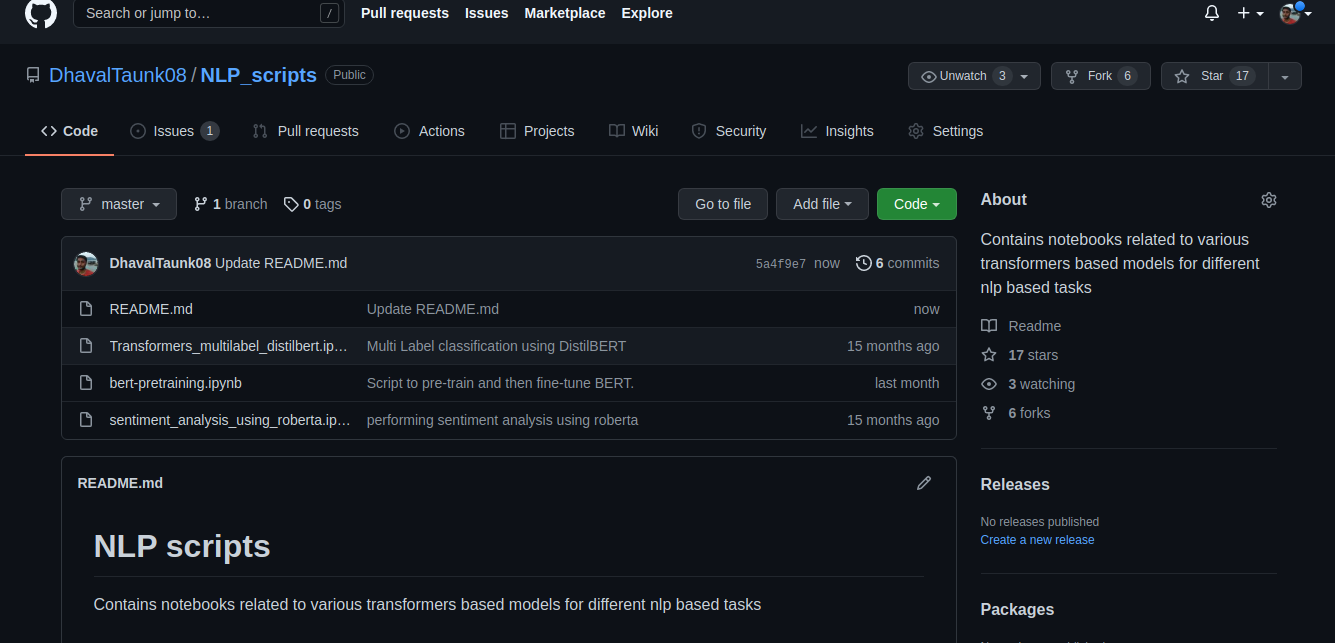 Search or jump to… /
Pull requests Issues Marketplace Explore
DhavalTaunk08 / NLP_scripts Public
Unwatch 3 Fork 6 Star 17
Code Issues 1 Pull requests Actions Projects Wiki Security Insights Settings
master 1 branch 0 tags Go to file Add file Code
DhavalTaunk08 Update README.md 5a4f9e7 now 6 commits
README.md Update README.md now
Transformers_multilabel_distilbert.ip… Multi Label classification using DistilBERT 15 months ago
bert-pretraining.ipynb Script to pre-train and then fine-tune BERT. last month
sentiment_analysis_using_roberta.ip… performing sentiment analysis using roberta 15 months ago
README.md
NLP scripts
Contains notebooks related to various transformers based models for different nlp based tasks
About
Contains notebooks related to various
transformers based models for different
nlp based tasks
Readme
17 stars
3 watching
6 forks
Releases
No releases published
Create a new release
Packages